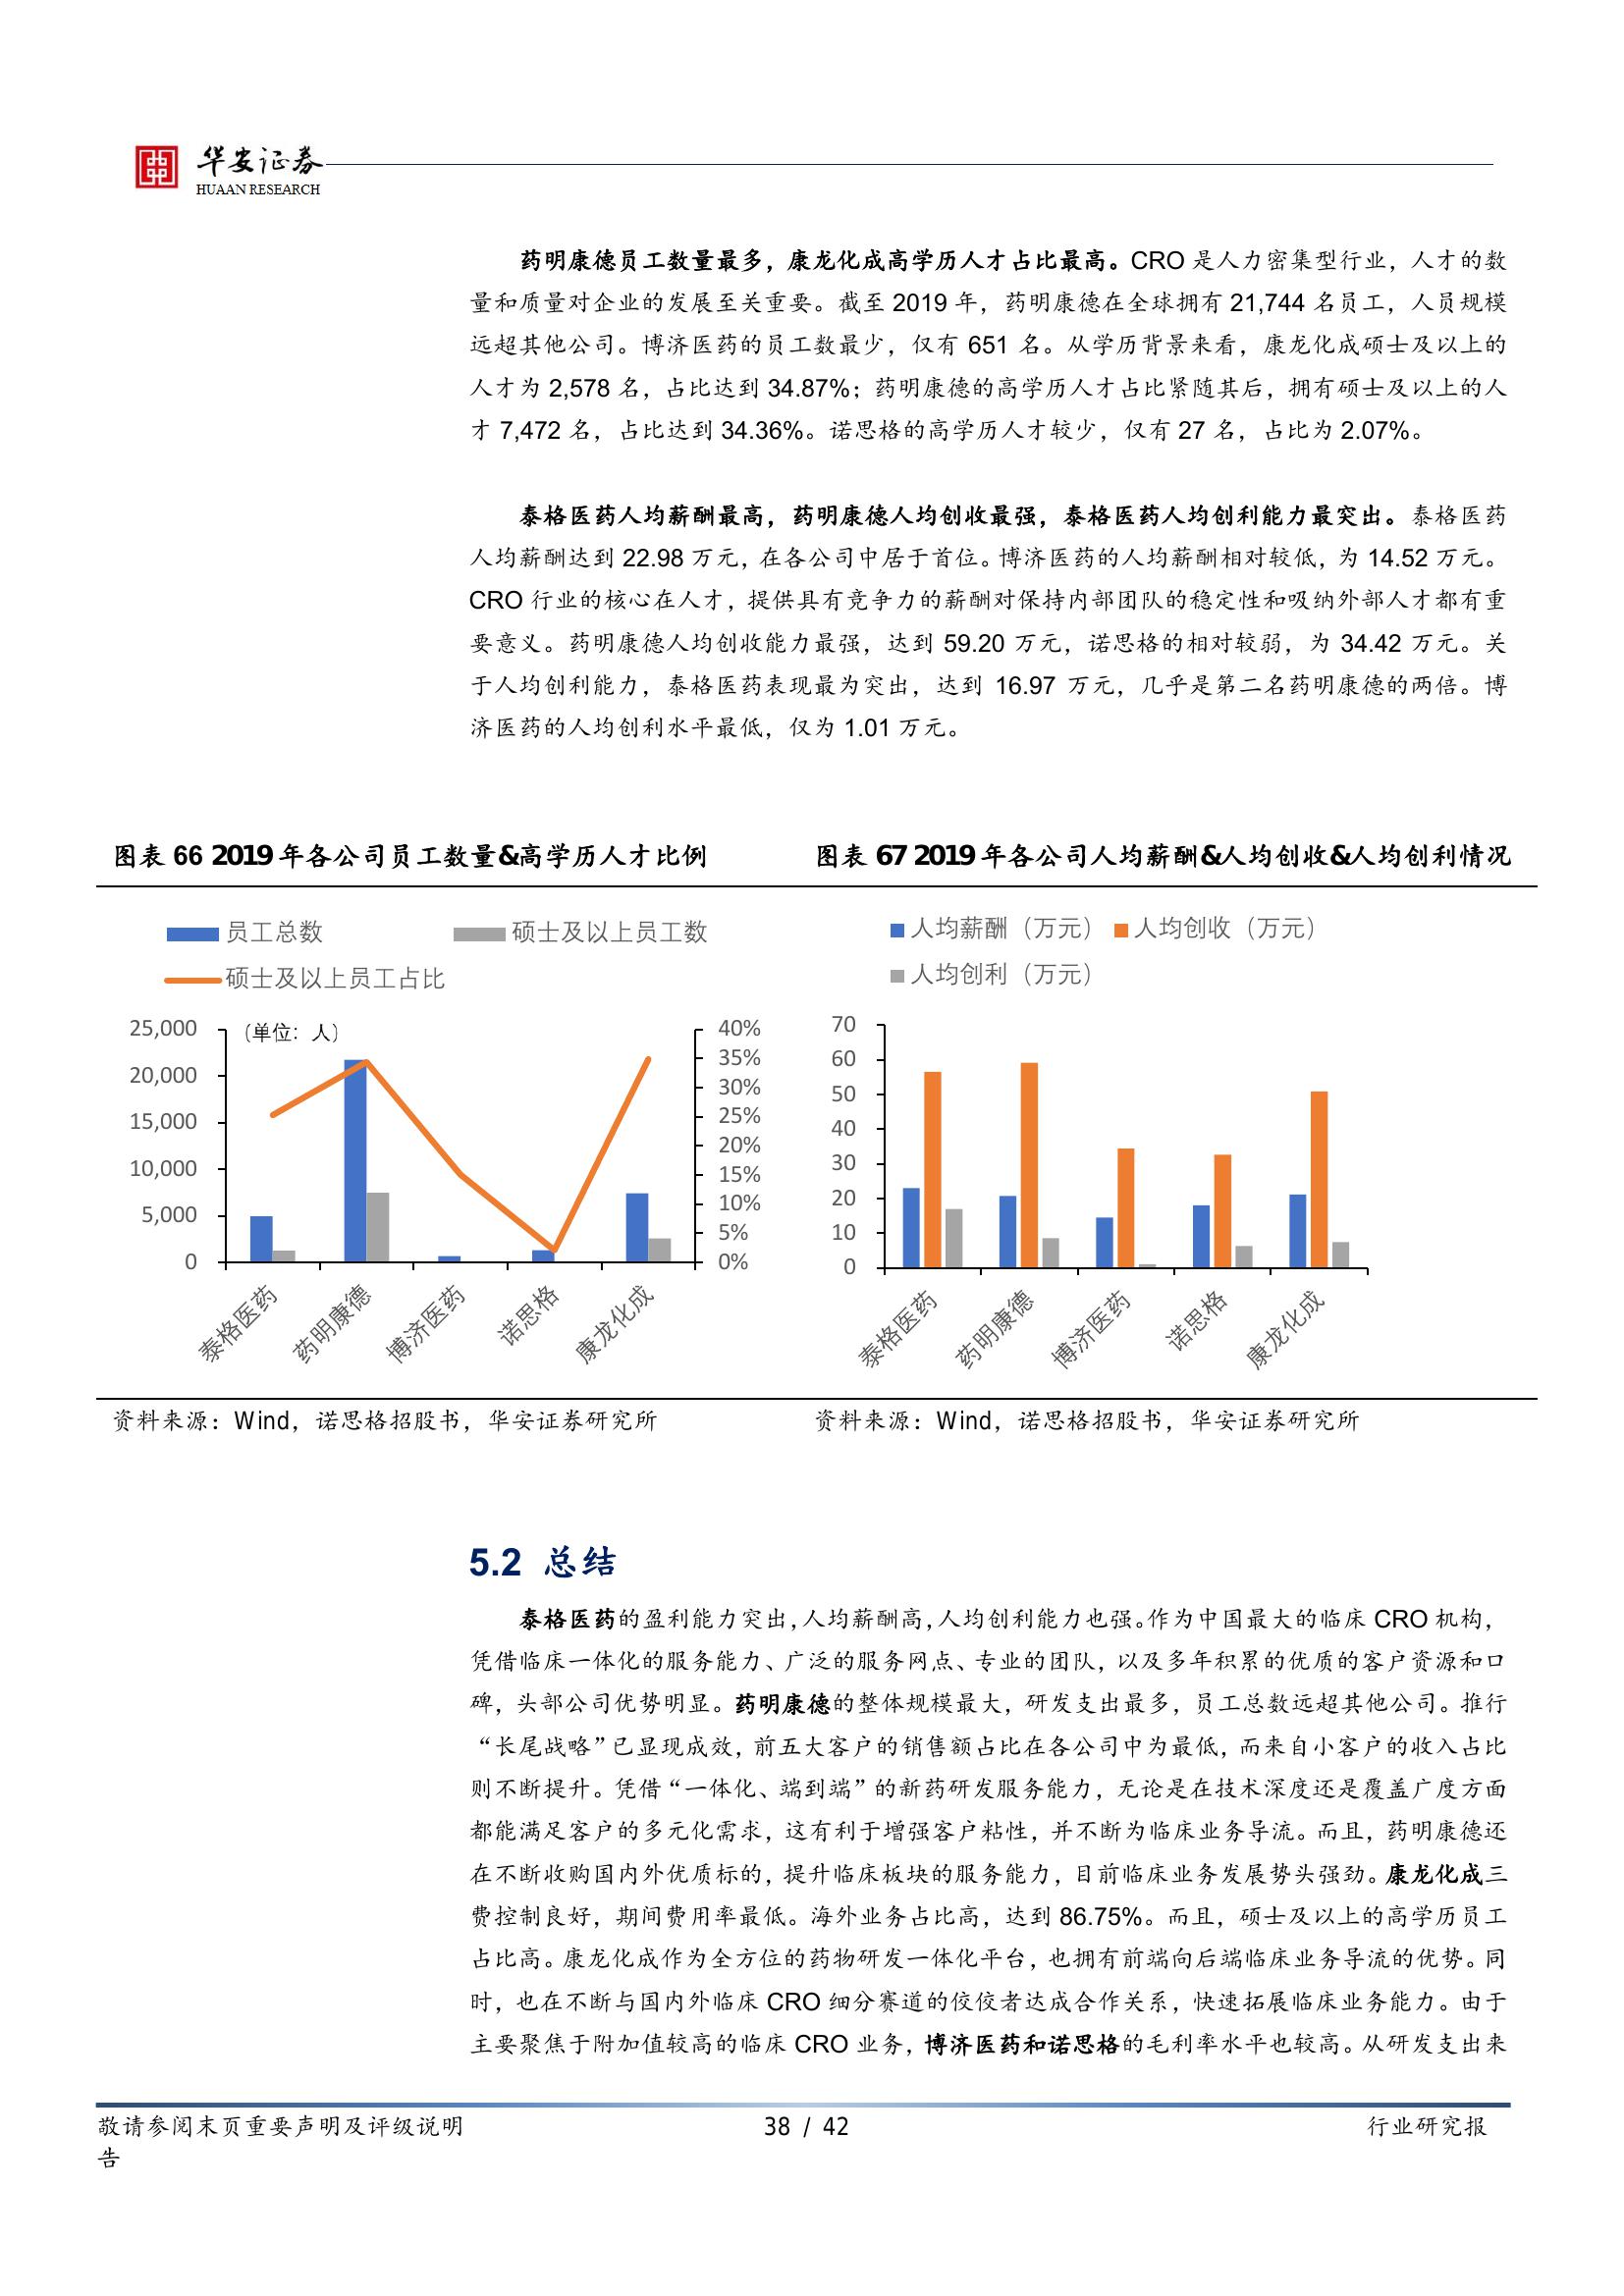 华安证券
HUAAN RESEARCH
药明康德员工数量最多，康龙化成高学历人才占比最高。CRO 是人力密集型行业，人才的数
量和质量对企业的发展至关重要。截至 2019 年，药明康德在全球拥有 21,744 名员工，人员规模
远超其他公司。博济医药的员工数最少，仅有 651 名。从学历背景来看，康龙化成硕士及以上的
人才为 2,578 名，占比达到 34.87%；药明康德的高学历人才占比紧随其后，拥有硕士及以上的人
才 7,472 名，占比达到 34.36%。诺思格的高学历人才较少，仅有 27 名，占比为 2.07%。
泰格医药人均薪酬最高，药明康德人均创收最强，泰格医药人均创利能力最突出。泰格医药
人均薪酬达到 22.98 万元，在各公司中居于首位。博济医药的人均薪酬相对较低，为 14.52 万元。
CRO 行业的核心在人才，提供具有竞争力的薪酬对保持内部团队的稳定性和吸纳外部人才都有重
要意义。药明康德人均创收能力最强，达到 59.20 万元，诺思格的相对较弱，为 34.42 万元。关
于人均创利能力，泰格医药表现最为突出，达到 16.97 万元，几乎是第二名药明康德的两倍。博
济医药的人均创利水平最低，仅为 1.01 万元。
图表 66 2019 年各公司员工数量&高学历人才比例
员工总数 硕士及以上员工数
硕士及以上员工占比
（单位：人）
25,000
20,000
15,000
10,000
5,000
0
40%
35%
30%
25%
20%
15%
10%
5%
0%
泰格医药
药明康德
博济医药
诺思格
康龙化成
资料来源：Wind，诺思格招股书，华安证券研究所
图表 67 2019 年各公司人均薪酬&人均创收&人均创利情况
人均薪酬（万元） 人均创收（万元）
人均创利（万元）
70
60
50
40
30
20
10
0
泰格医药
药明康德
博济医药
诺思格
康龙化成
资料来源：Wind，诺思格招股书，华安证券研究所
5.2 总结
泰格医药的盈利能力突出，人均薪酬高，人均创利能力也强。作为中国最大的临床 CRO 机构，
凭借临床一体化的服务能力、广泛的服务网点、专业的团队，以及多年积累的优质的客户资源和口
碑，头部公司优势明显。药明康德的整体规模最大，研发支出最多，员工总数远超其他公司。推行
“长尾战略”已显现成效，前五大客户的销售额占比在各公司中为最低，而来自小客户的收入占比
则不断提升。凭借“一体化、端到端”的新药研发服务能力，无论是在技术深度还是覆盖广度方面
都能满足客户的多元化需求，这有利于增强客户粘性，并不断为临床业务导流。而且，药明康德还
在不断收购国内外优质标的，提升临床板块的服务能力，目前临床业务发展势头强劲。康龙化成三
费控制良好，期间费用率最低。海外业务占比高，达到 86.75%。而且，硕士及以上的高学历员工
占比高。康龙化成作为全方位的药物研发一体化平台，也拥有前端向后端临床业务导流的优势。同
时，也在不断与国内外临床 CRO 细分赛道的佼佼者达成合作关系，快速拓展临床业务能力。由于
主要聚焦于附加值较高的临床 CRO 业务，博济医药和诺思格的毛利率水平也较高。从研发支出来
敬请参阅末页重要声明及评级说明 38 / 42 行业研究报
告